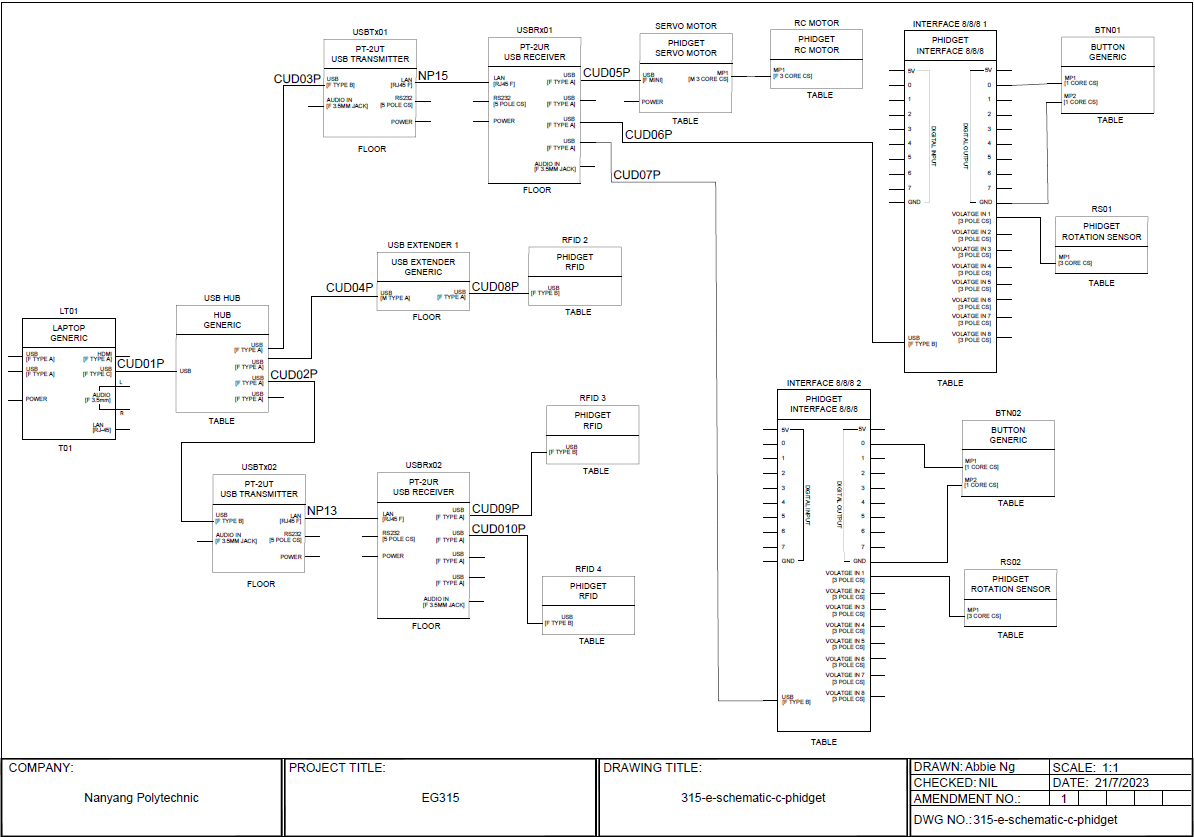 USBTx01
PT-2UT
USB TRANSMITTER
CUD03P
USB
[F TYPE B]
LAN
[RJ45 F]
NP15
AUDIO IN
[F 3.5MM JACK]
RS232
[5 POLE CS]
POWER
FLOOR
USBRx01
PT-2UR
USB RECEIVER
LAN
[RJ45 F]
RS232
[5 POLE CS]
POWER
USB
[F TYPE A]
USB
[F TYPE A]
USB
[F TYPE A]
USB
[F TYPE A]
AUDIO IN
[F 3.5MM JACK]
FLOOR
CUD05P
CUD06P
CUD07P
SERVO MOTOR
PHIDGET
SERVO MOTOR
USB
[F MINI]
MP1
[M 3 CORE CS]
POWER
TABLE
RC MOTOR
PHIDGET
RC MOTOR
MP1
[F 3 CORE CS]
TABLE
INTERFACE 8/8/8 1
PHIDGET
INTERFACE 8/8/8
5V
0
1
2
3
4
5
6
7
GND
DIGITAL INPUT
DIGITAL OUTPUT
5V
0
1
2
3
4
5
6
7
GND
VOLATGE IN 1
[3 POLE CS]
VOLATGE IN 2
[3 POLE CS]
VOLATGE IN 3
[3 POLE CS]
VOLATGE IN 4
[3 POLE CS]
VOLATGE IN 5
[3 POLE CS]
VOLATGE IN 6
[3 POLE CS]
VOLATGE IN 7
[3 POLE CS]
VOLATGE IN 8
[3 POLE CS]
USB
[F TYPE B]
TABLE
BTN01
BUTTON
GENERIC
MP1
[1 CORE CS]
MP2
[1 CORE CS]
TABLE
RS01
PHIDGET
ROTATION SENSOR
MP1
[3 CORE CS]
TABLE
USB EXTENDER 1
USB EXTENDER
GENERIC
CUD04P
USB
[M TYPE A]
USB
[F TYPE A]
CUD08P
FLOOR
RFID 2
PHIDGET
RFID
USB
[F TYPE B]
TABLE
LT01
LAPTOP
GENERIC
USB
[F TYPE A]
USB
[F TYPE A]
POWER
HDMI
[F TYPE A]
USB
[F TYPE C]
L
AUDIO
[F 3.5mm]
R
LAN
[RJ-45]
T01
CUD01P
USB HUB
HUB
GENERIC
USB
USB
[F TYPE A]
USB
[F TYPE A]
USB
[F TYPE A]
USB
[F TYPE A]
CUD02P
TABLE
USBTx02
PT-2UT
USB TRANSMITTER
USB
[F TYPE B]
LAN
[RJ45 F]
NP13
AUDIO IN
[F 3.5MM JACK]
RS232
[5 POLE CS]
POWER
FLOOR
USBRx02
PT-2UR
USB RECEIVER
LAN
[RJ45 F]
RS232
[5 POLE CS]
POWER
USB
[F TYPE A]
USB
[F TYPE A]
USB
[F TYPE A]
USB
[F TYPE A]
AUDIO IN
[F 3.5MM JACK]
FLOOR
CUD09P
CUD010P
RFID 3
PHIDGET
RFID
USB
[F TYPE B]
TABLE
RFID 4
PHIDGET
RFID
USB
[F TYPE B]
TABLE
INTERFACE 8/8/8 2
PHIDGET
INTERFACE 8/8/8
5V
0
1
2
3
4
5
6
7
GND
DIGITAL INPUT
DIGITAL OUTPUT
5V
0
1
2
3
4
5
6
7
GND
VOLATGE IN 1
[3 POLE CS]
VOLATGE IN 2
[3 POLE CS]
VOLATGE IN 3
[3 POLE CS]
VOLATGE IN 4
[3 POLE CS]
VOLATGE IN 5
[3 POLE CS]
VOLATGE IN 6
[3 POLE CS]
VOLATGE IN 7
[3 POLE CS]
VOLATGE IN 8
[3 POLE CS]
USB
[F TYPE B]
TABLE
BTN02
BUTTON
GENERIC
MP1
[1 CORE CS]
MP2
[1 CORE CS]
TABLE
RS02
PHIDGET
ROTATION SENSOR
MP1
[3 CORE CS]
TABLE
COMPANY:
Nanyang Polytechnic
PROJECT TITLE:
EG315
DRAWING TITLE:
315-e-schematic-c-phidget
DRAWN: Abbie Ng
SCALE: 1:1
CHECKED: NIL
DATE: 21/7/2023
AMENDMENT NO.: 1
DWG NO.: 315-e-schematic-c-phidget